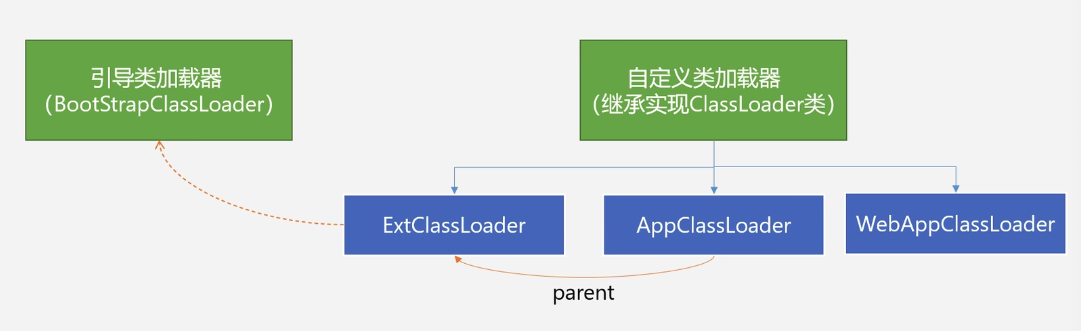 引导类加载器
（BootStrapClassLoader）
自定义类加载器
（继承实现ClassLoader类）
ExtClassLoader
AppClassLoader
WebAppClassLoader
parent